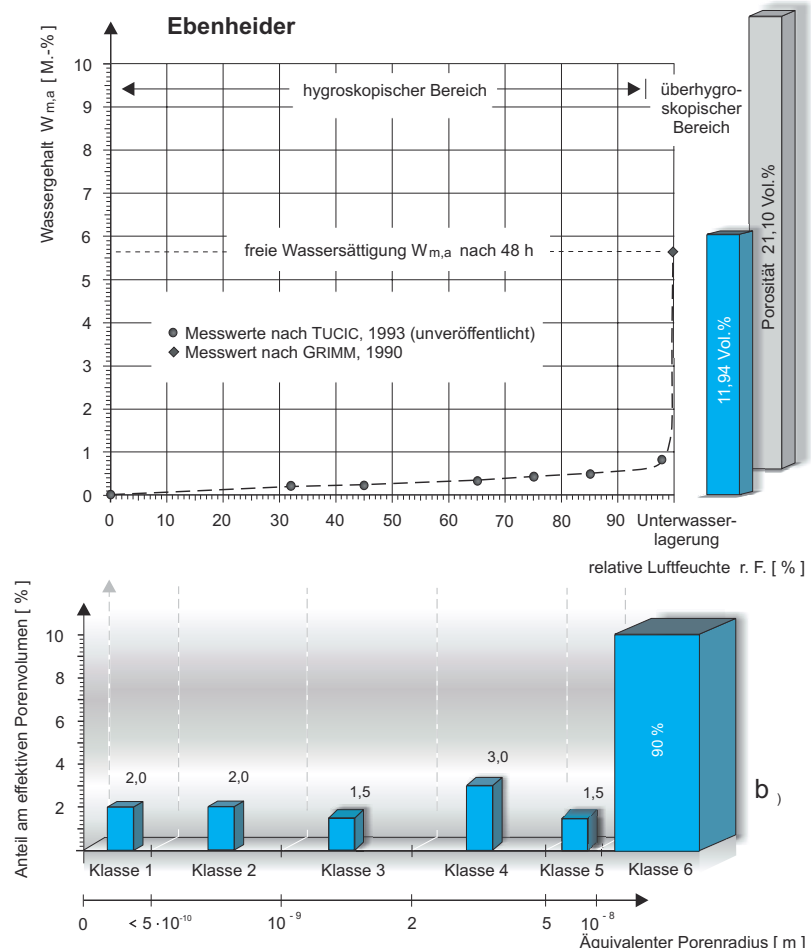 Ebenheider
Wassergehalt W m,a [ M.-% ]
10
9
8
7
6
5
4
3
2
1
0
hygroskopischer Bereich
überhygro-
skopischer
Bereich
freie Wassersättigung W m,a nach 48 h
Messwerte nach TUCIC, 1993 (unveröffentlicht)
Messwert nach GRIMM, 1990
11,94 Vol.%
Porosität 21,10 Vol.%
0 10 20 30 40 50 60 70 80 90 Unterwasser-
lagerung
relative Luftfeuchte r. F. [ % ]
Anteil am effektiven Porenvolumen [ % ]
10
8
6
4
2
2,0 2,0 1,5 3,0 1,5 90 %
b )
Klasse 1 Klasse 2 Klasse 3 Klasse 4 Klasse 5 Klasse 6
0 < 5 · 10⁻¹⁰ 10⁻⁹ 2 5 10⁻⁸
Äquivalenter Porenradius [ m ]